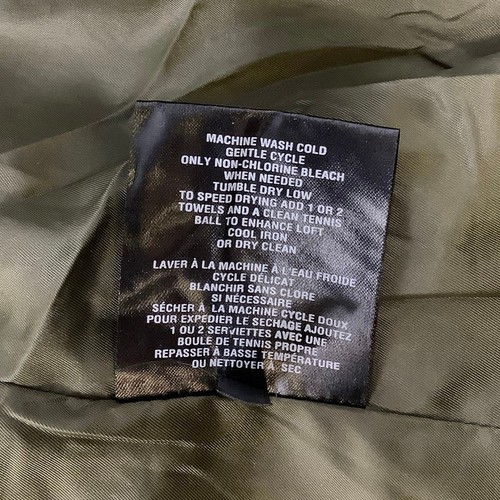 MACHINE WASH COLD
GENTLE CYCLE
ONLY NON-CHLORINE BLEACH
WHEN NEEDED
TUMBLE DRY LOW
TO SPEED DRYING ADD 1 OR 2
TOWELS AND A CLEAN TENNIS
BALL TO ENHANCE LOFT
COOL IRON
OR DRY CLEAN
LAVER À LA MACHINE À L'EAU FROIDE
CYCLE DÉLICAT
BLANCHIR SANS CLORE
SI NÉCESSAIRE
SÉCHER À LA MACHINE CYCLE DOUX
POUR EXPÉDIER LE SECHAGE AJOUTEZ
1 OU 2 SERVIETTES AVEC UNE
BOULE DE TENNIS PROPRE
REPASSER À BASSE TEMPÉRATURE
OU NETTOYER À SEC